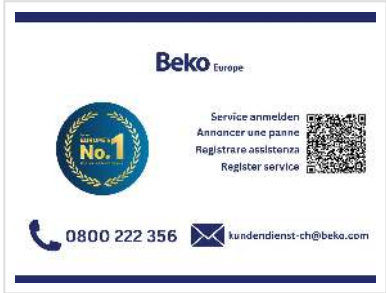 Beko Europe
EUROPE'S
No.1
Service anmelden
Annoncer une panne
Registrare assistenza
Register service
0800 222 356
kundendienst-ch@beko.com